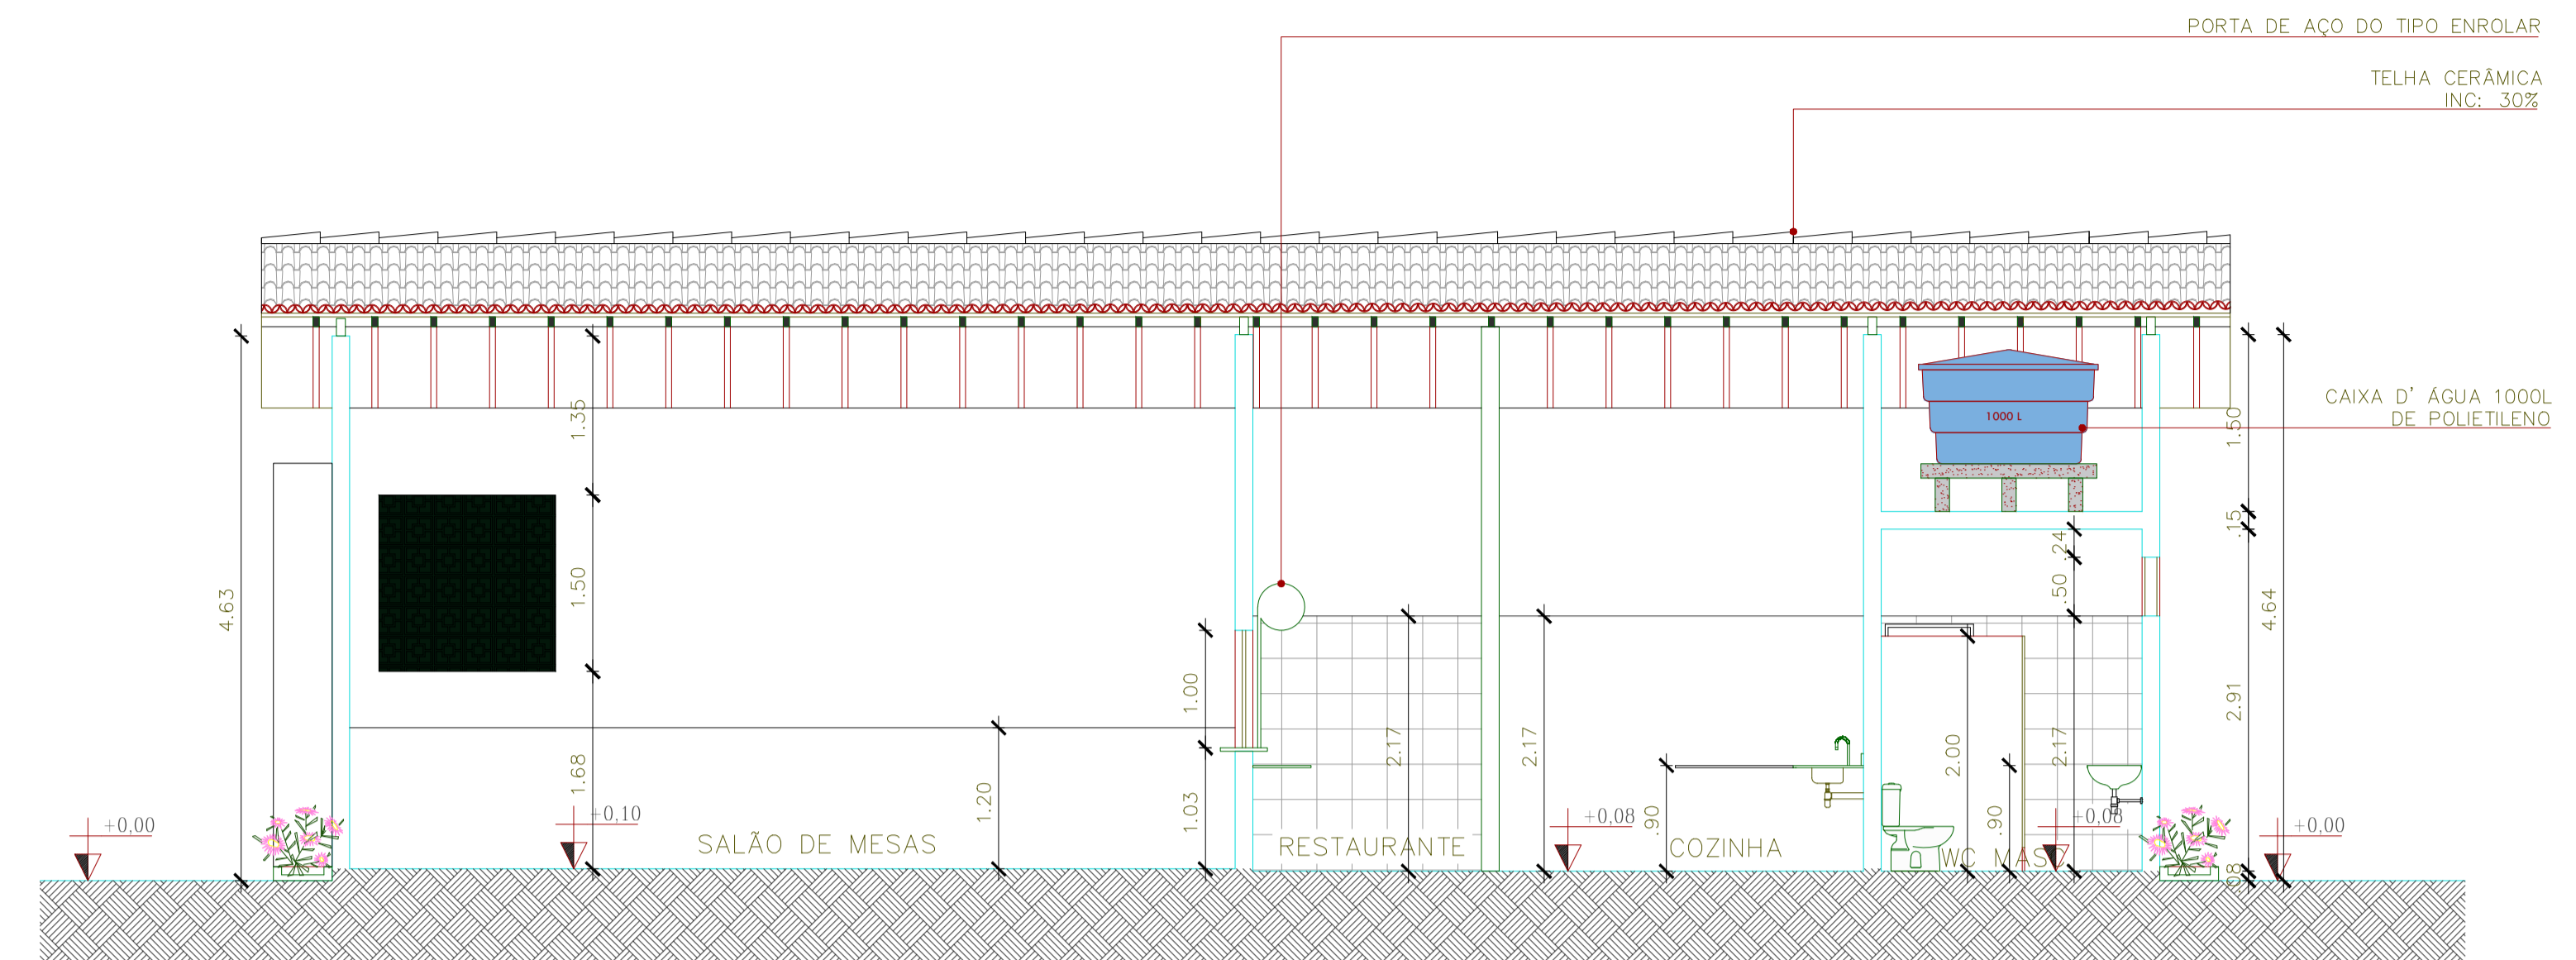 PORTA DE AÇO DO TIPO ENROLAR
TELHA CERÂMICA
INC: 30%
CAIXA D' ÁGUA 1000L
DE POLIETILENO
1000 L
1.35
1.50
.15
.24
.50
1.50
4.63
4.64
1.00
2.91
2.17
2.17
2.00
2.17
1.68
1.20
1.03
.90
.90
+0,00
+0,10
+0,08
+0,08
+0,00
SALÃO DE MESAS
RESTAURANTE
COZINHA
WC MASC
.08